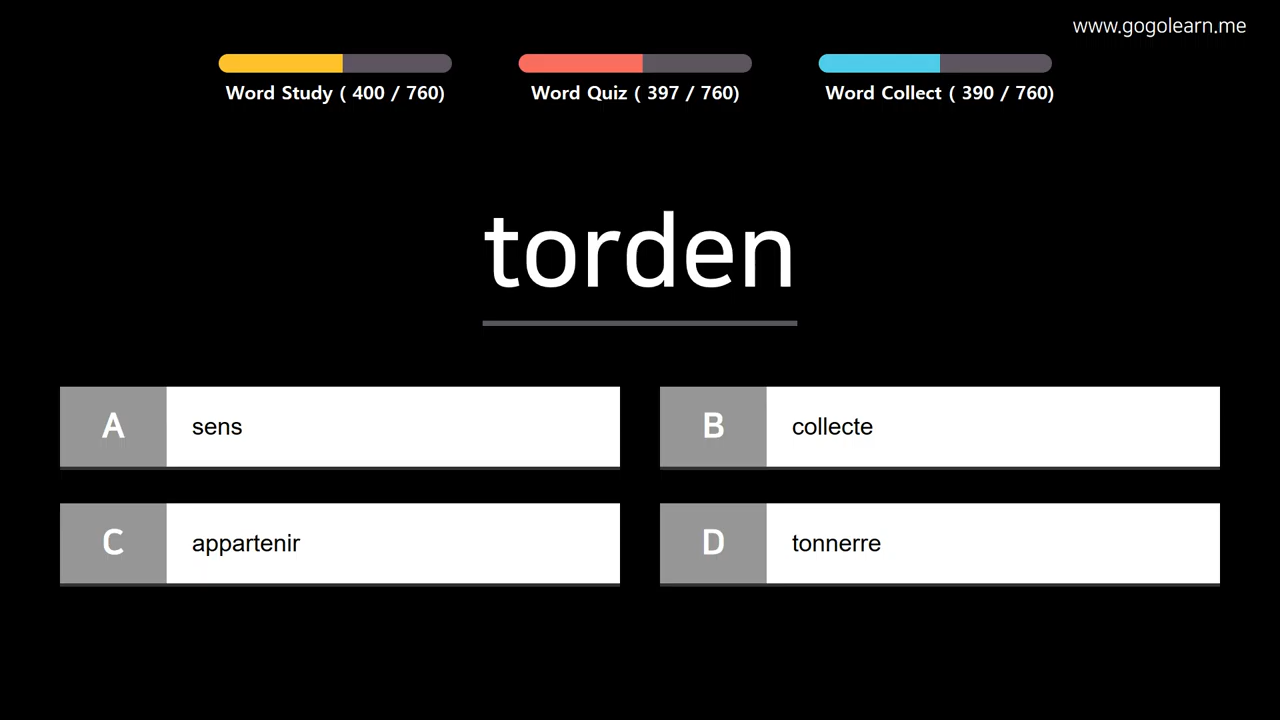 www.gogolearn.me
Word Study ( 400 / 760)
Word Quiz ( 397 / 760)
Word Collect ( 390 / 760)
torden
A sens
B collecte
C appartenir
D tonnerre